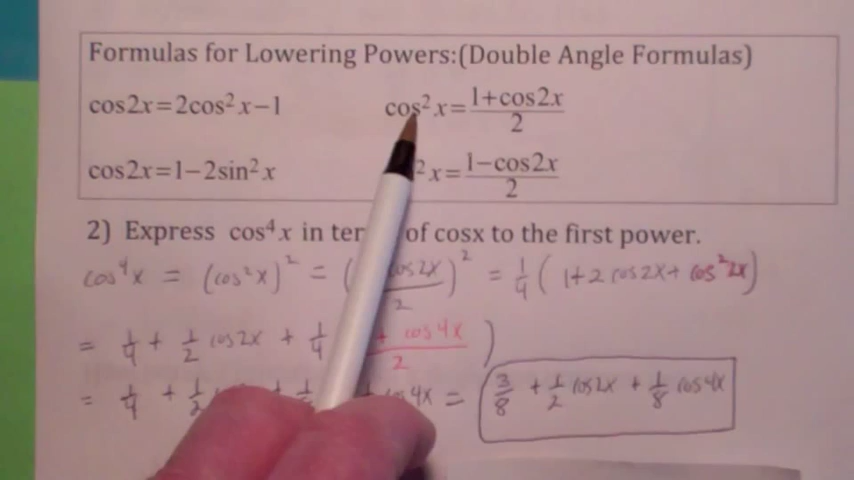 Formulas for Lowering Powers:(Double Angle Formulas)
cos2x=2cos²x−1 cos²x=1+cos2x/2
cos2x=1−2sin²x ²x=1−cos2x/2
2) Express cos⁴x in ter of cosx to the first power.
cos⁴x = (cos²x)² = ( cos2x/2)² = 1/4 (1+2cos2x+cos²2x)
= 1/4 + 1/2 cos2x + 1/4 + cos4x/2 )
= 1/4 + 1/2 cos4x = 3/8 + 1/2 cos2x + 1/8 cos4x